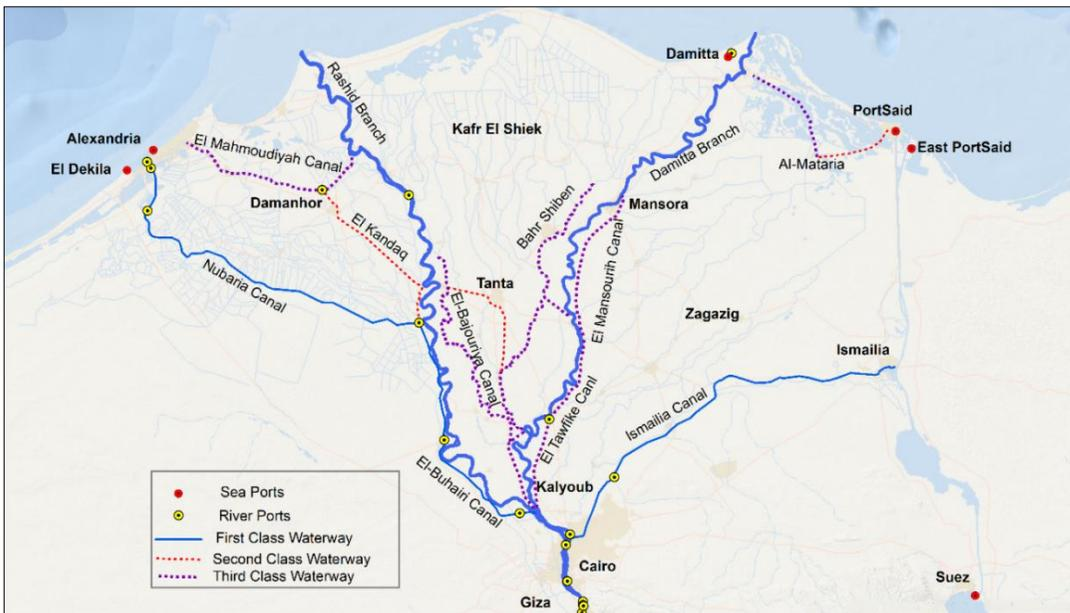 Damitta
Rashid Branch
PortSaid
Kafr El Shiek
Alexandria
El Mahmoudiyah Canal
Damitta Branch
East PortSaid
El Dekila
Al-Mataria
Damanhor
Bahr Shiben
Mansora
El Kandaq
Nubaria Canal
Tanta
El Mansourih Canal
El-Bajouriya Canal
Zagazig
Ismailia
El Tawfike Canl
Ismailia Canal
El-Buhairi Canal
Kalyoub
Sea Ports
River Ports
First Class Waterway
Second Class Waterway
Third Class Waterway
Cairo
Suez
Giza